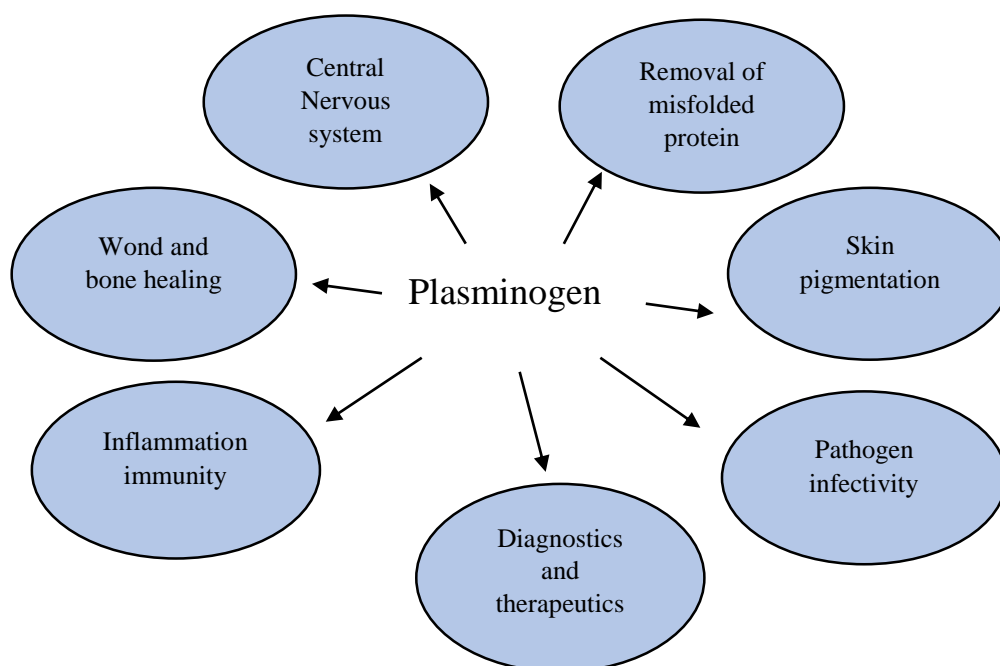 Central
Nervous
system
Removal of
misfolded
protein
Wond and
bone healing
Skin
pigmentation
Plasminogen
Inflammation
immunity
Pathogen
infectivity
Diagnostics
and
therapeutics